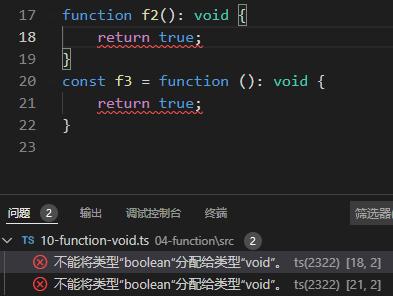 17 function f2(): void {
18 return true;
19 }
20 const f3 = function (): void {
21 return true;
22 }
23
问题 2 输出 调试控制台 终端 筛选器(
TS 10-function-void.ts 04-function\src 2
不能将类型“boolean”分配给类型“void”。 ts(2322) [18, 2]
不能将类型“boolean”分配给类型“void”。 ts(2322) [21, 2]